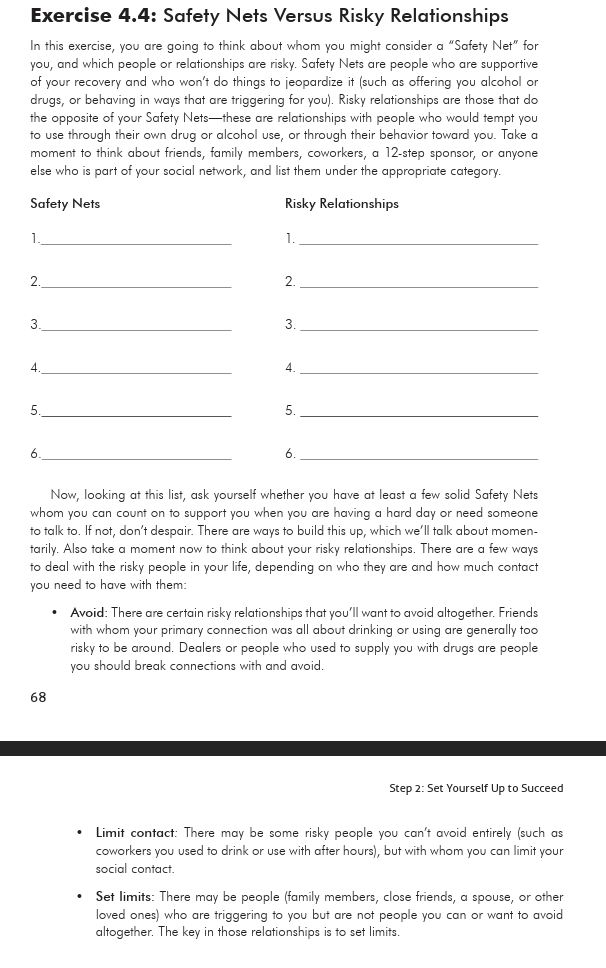 Exercise 4.4: Safety Nets Versus Risky Relationships
In this exercise, you are going to think about whom you might consider a “Safety Net” for
you, and which people or relationships are risky. Safety Nets are people who are supportive
of your recovery and who won’t do things to jeopardize it (such as offering you alcohol or
drugs, or behaving in ways that are triggering for you). Risky relationships are those that do
the opposite of your Safety Nets—these are relationships with people who would tempt you
to use through their own drug or alcohol use, or through their behavior toward you. Take a
moment to think about friends, family members, coworkers, a 12-step sponsor, or anyone
else who is part of your social network, and list them under the appropriate category.
Safety Nets Risky Relationships
1. 1.
2. 2.
3. 3.
4. 4.
5. 5.
6. 6.
Now, looking at this list, ask yourself whether you have at least a few solid Safety Nets
whom you can count on to support you when you are having a hard day or need someone
to talk to. If not, don’t despair. There are ways to build this up, which we’ll talk about momen-
tarily. Also take a moment now to think about your risky relationships. There are a few ways
to deal with the risky people in your life, depending on who they are and how much contact
you need to have with them:
• Avoid: There are certain risky relationships that you’ll want to avoid altogether. Friends
with whom your primary connection was all about drinking or using are generally too
risky to be around. Dealers or people who used to supply you with drugs are people
you should break connections with and avoid.
68
Step 2: Set Yourself Up to Succeed
• Limit contact: There may be some risky people you can’t avoid entirely (such as
coworkers you used to drink or use with after hours), but with whom you can limit your
social contact.
• Set limits: There may be people (family members, close friends, a spouse, or other
loved ones) who are triggering to you but are not people you can or want to avoid
altogether. The key in those relationships is to set limits.